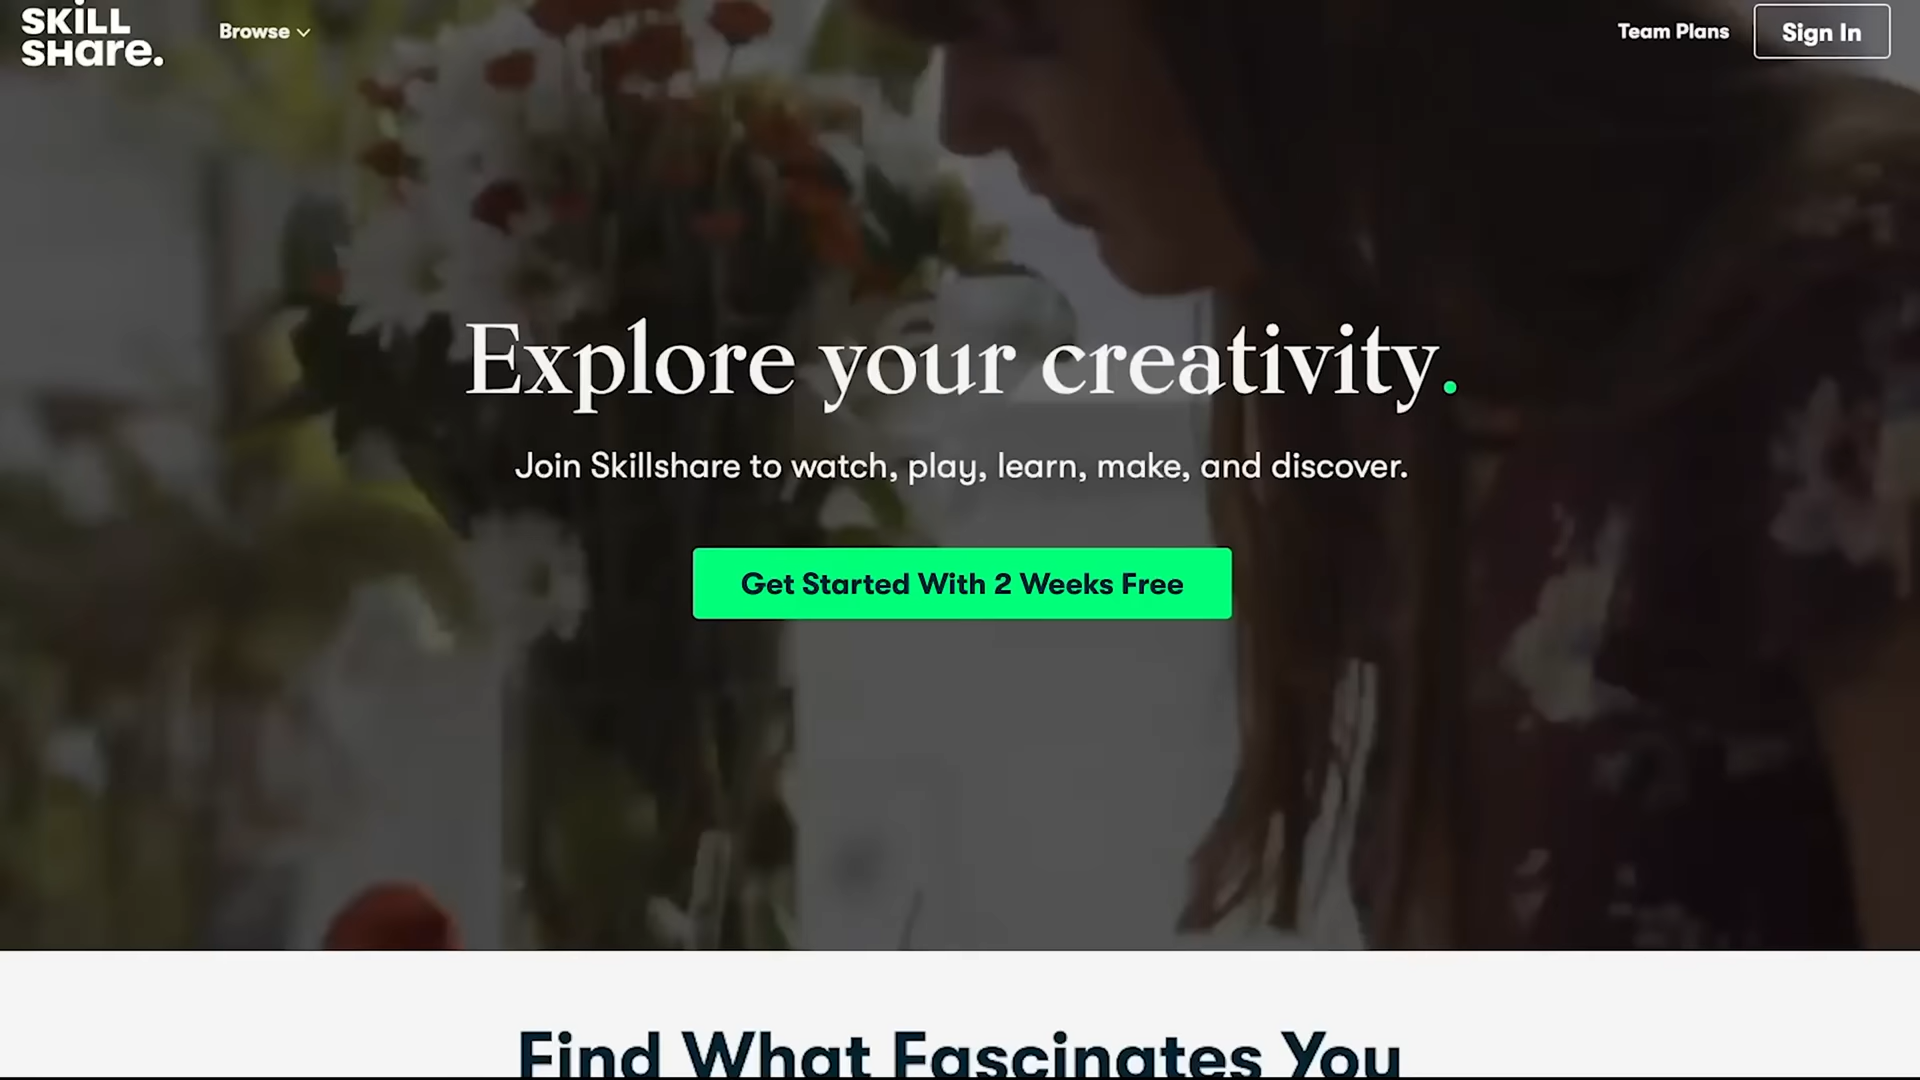 SKILL
SHare.
Browse
Team Plans
Sign In
Explore your creativity.
Join Skillshare to watch, play, learn, make, and discover.
Get Started With 2 Weeks Free
Find What Fascinates You